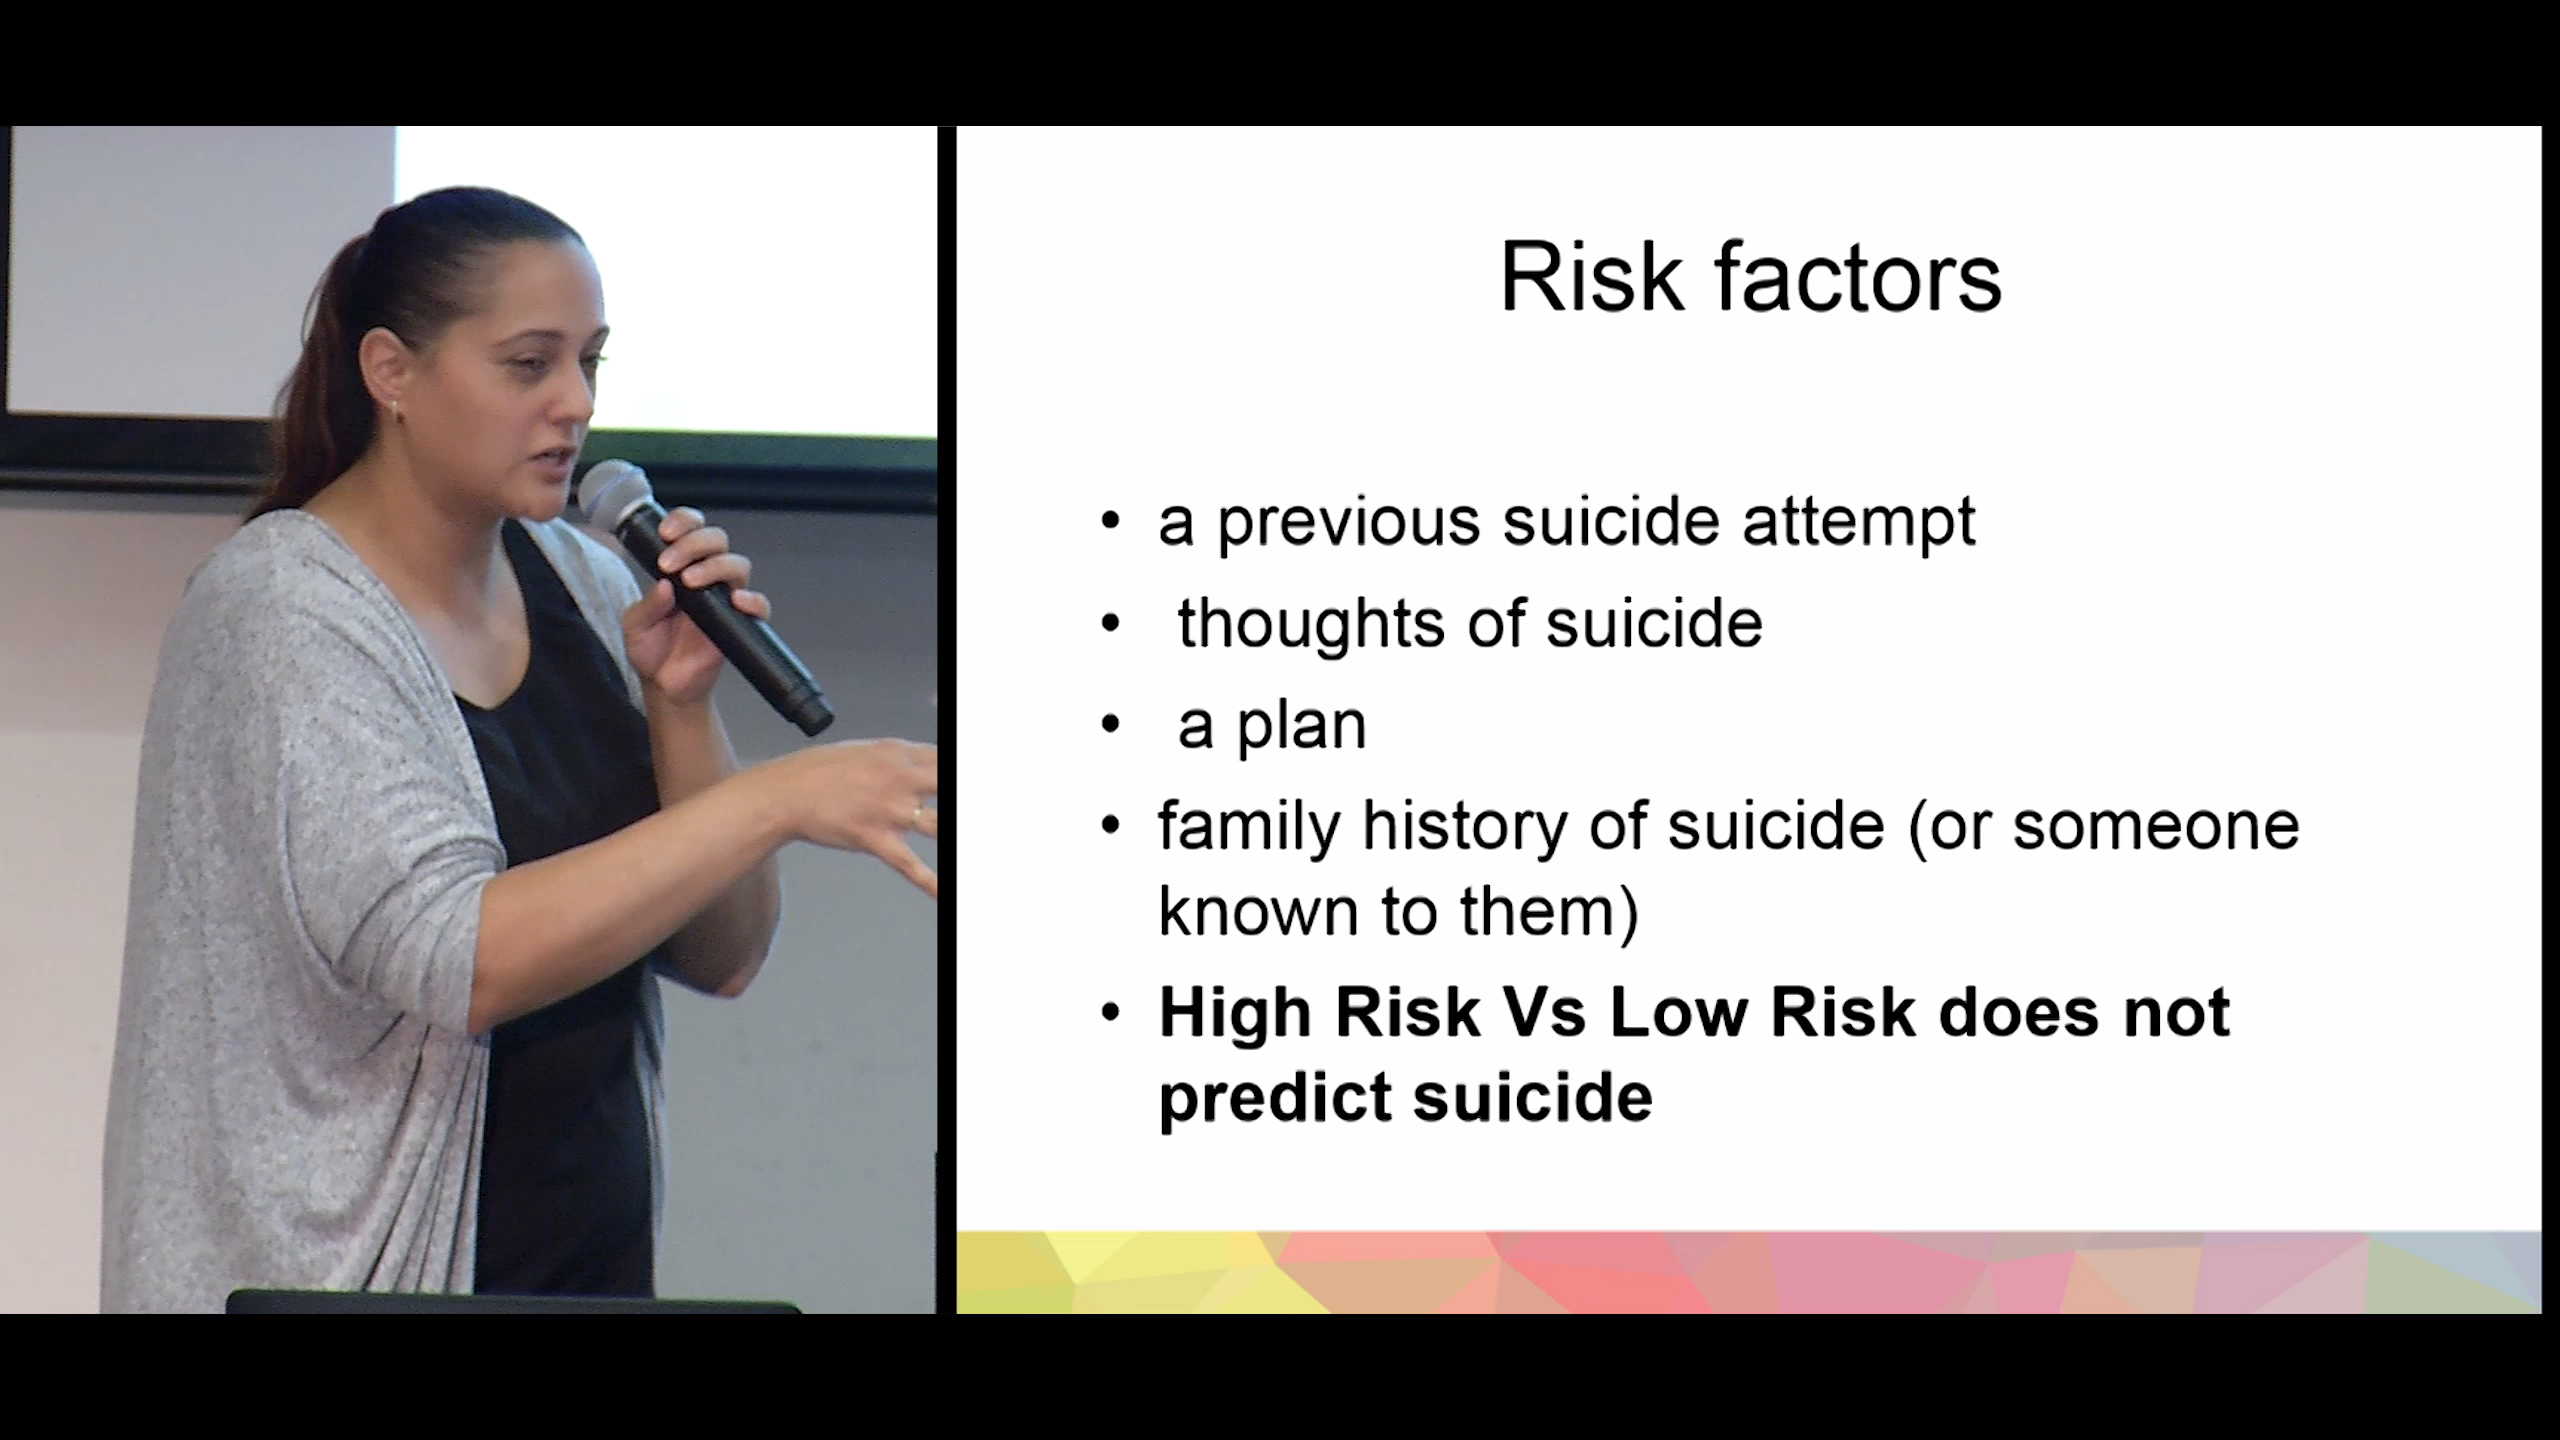 Risk factors
• a previous suicide attempt
• thoughts of suicide
• a plan
• family history of suicide (or someone
known to them)
• High Risk Vs Low Risk does not
predict suicide